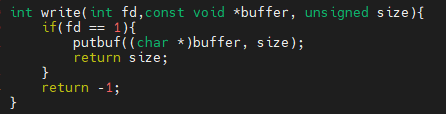 int write(int fd,const void *buffer, unsigned size){
    if(fd == 1){
        putbuf((char *)buffer, size);
        return size;
    }
    return -1;
}